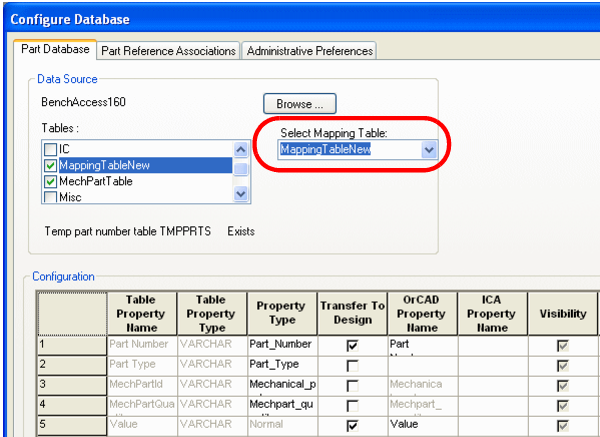 Configure Database
Part Database Part Reference Associations Administrative Preferences
Data Source
BenchAccess160 Browse ...
Tables : Select Mapping Table:
IC MappingTableNew
MappingTableNew
MechPartTable
Misc
Temp part number table TMPPRTS Exists
Configuration
Table Property Name Table Property Type Property Type Transfer To Design OrCAD Property Name ICA Property Name Visibility
1 Part Number VARCHAR Part_Number Part
2 Part Type VARCHAR Part_Type
3 MechPartId VARCHAR Mechanical_p Mechanica
4 MechPartQua VARCHAR Mechpart_qu Mechpart_
5 Value VARCHAR Normal Value